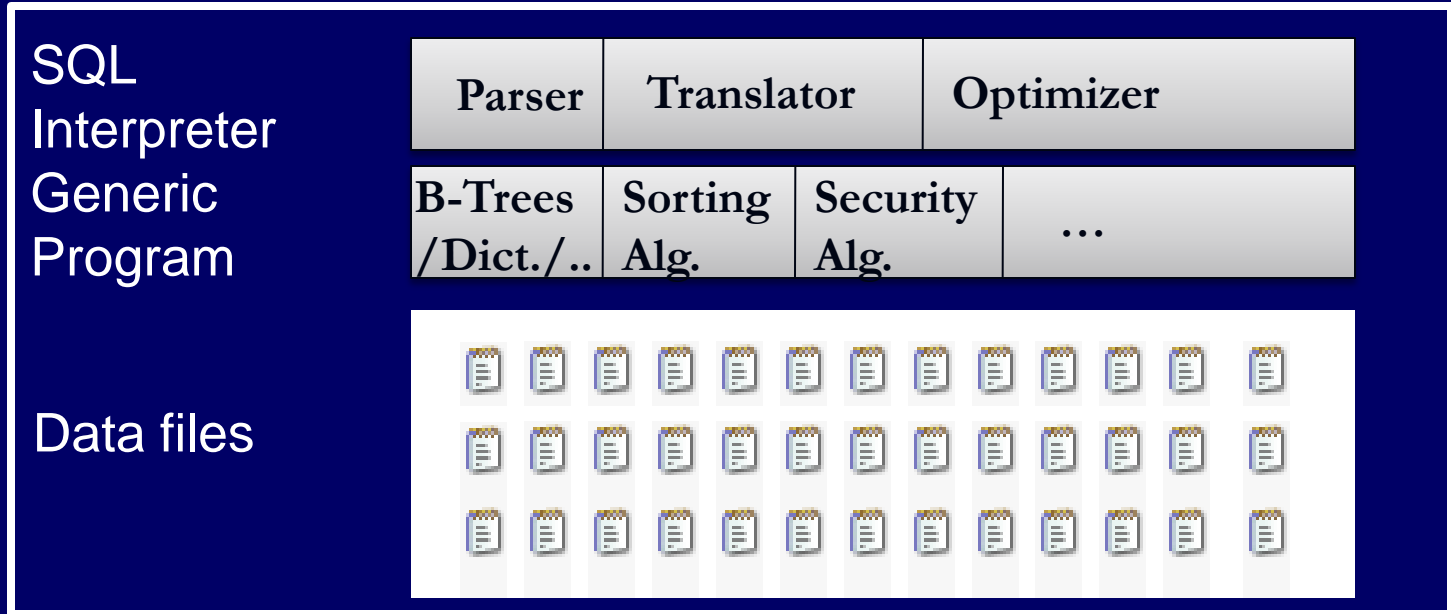 SQL
Interpreter
Generic
Program
Parser Translator Optimizer
B-Trees Sorting Security …
/Dict./.. Alg. Alg.
Data files